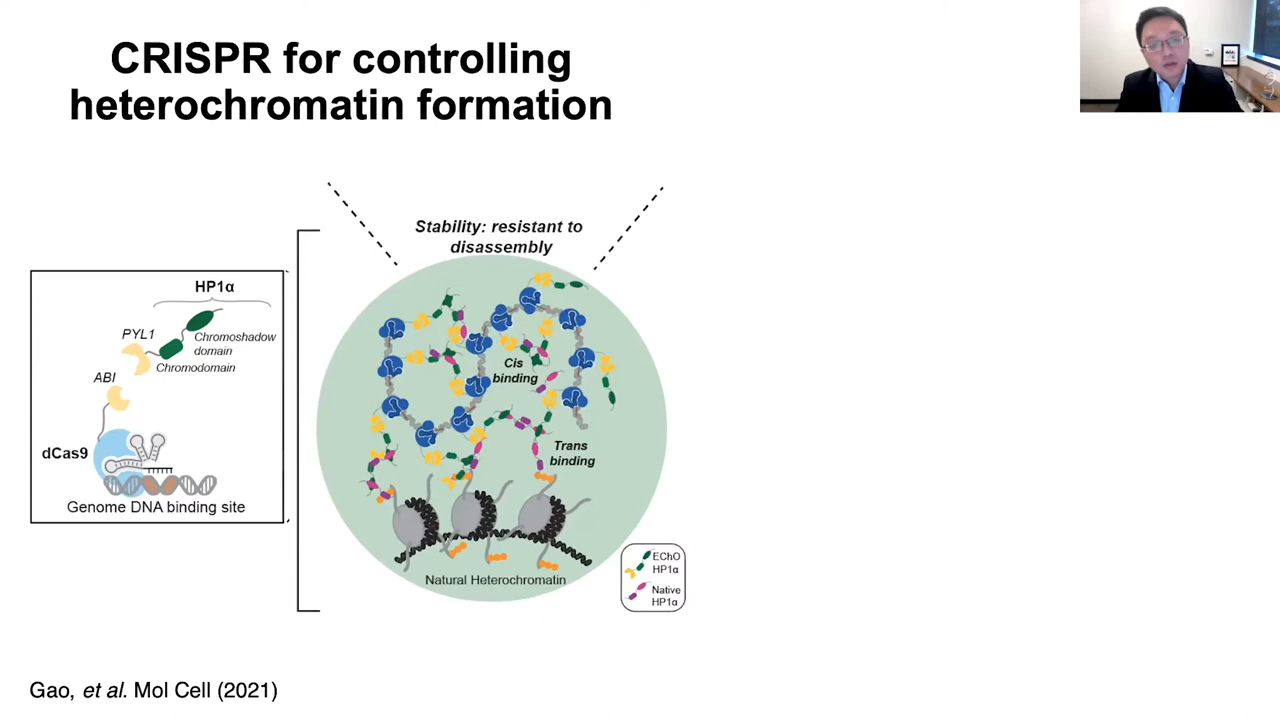 CRISPR for controlling
heterochromatin formation
Stability: resistant to
disassembly
HP1α
PYL1
Chromoshadow
domain
Chromodomain
ABI
dCas9
Genome DNA binding site
Cis
binding
Trans
binding
Natural Heterochromatin
EChO
HP1α
Native
HP1α
Gao, et al. Mol Cell (2021)